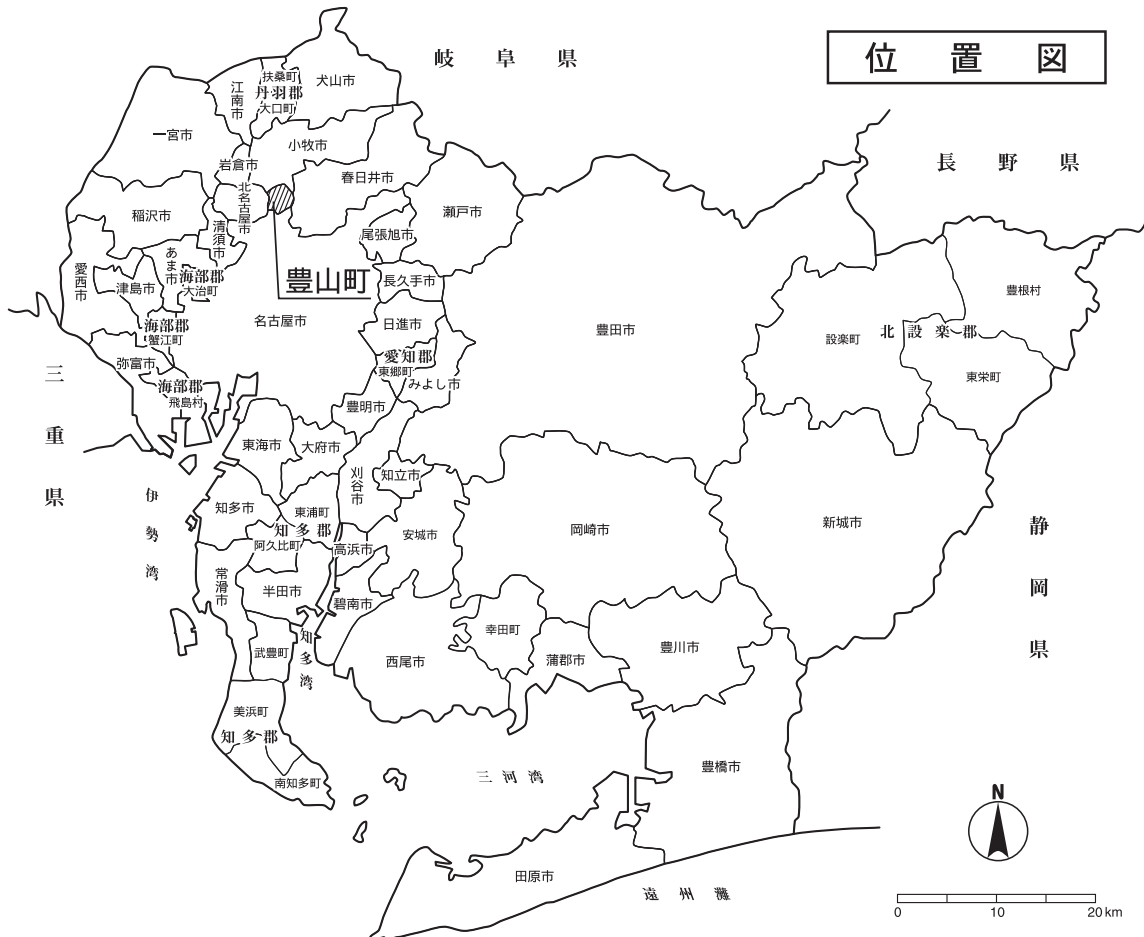 位置図
岐阜県
長野県
静岡県
三重県
伊勢湾
知多湾
三河湾
遠州灘
豊山町
犬山市
扶桑町
丹羽郡
大口町
江南市
一宮市
小牧市
岩倉市
春日井市
北名古屋市
瀬戸市
稲沢市
清須市
尾張旭市
あま市
海部郡
大治町
愛西市
津島市
長久手市
名古屋市
日進市
海部郡
蟹江町
弥富市
愛知郡
東郷町
みよし市
海部郡
飛島村
豊明市
豊田市
設楽町
北設楽郡
豊根村
東栄町
東海市
大府市
刈谷市
知立市
知多市
東浦町
知多郡
阿久比町
高浜市
安城市
岡崎市
新城市
常滑市
半田市
碧南市
武豊町
西尾市
幸田町
蒲郡市
豊川市
美浜町
知多郡
南知多町
豊橋市
田原市
N
0 10 20 km